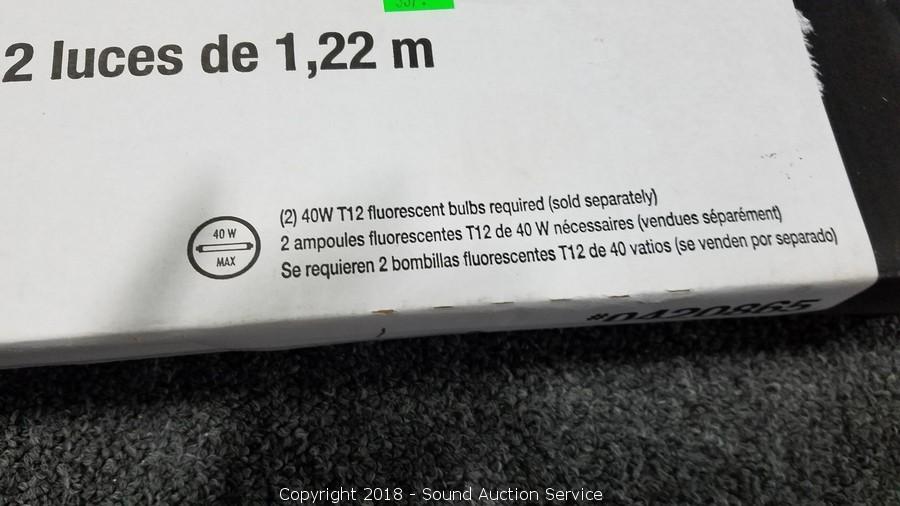 2 luces de 1,22 m
40 W
MAX
(2) 40W T12 fluorescent bulbs required (sold separately)
2 ampoules fluorescentes T12 de 40 W nécessaires (vendues séparément)
Se requieren 2 bombillas fluorescentes T12 de 40 vatios (se venden por separado)
#0420865
Copyright 2018 - Sound Auction Service